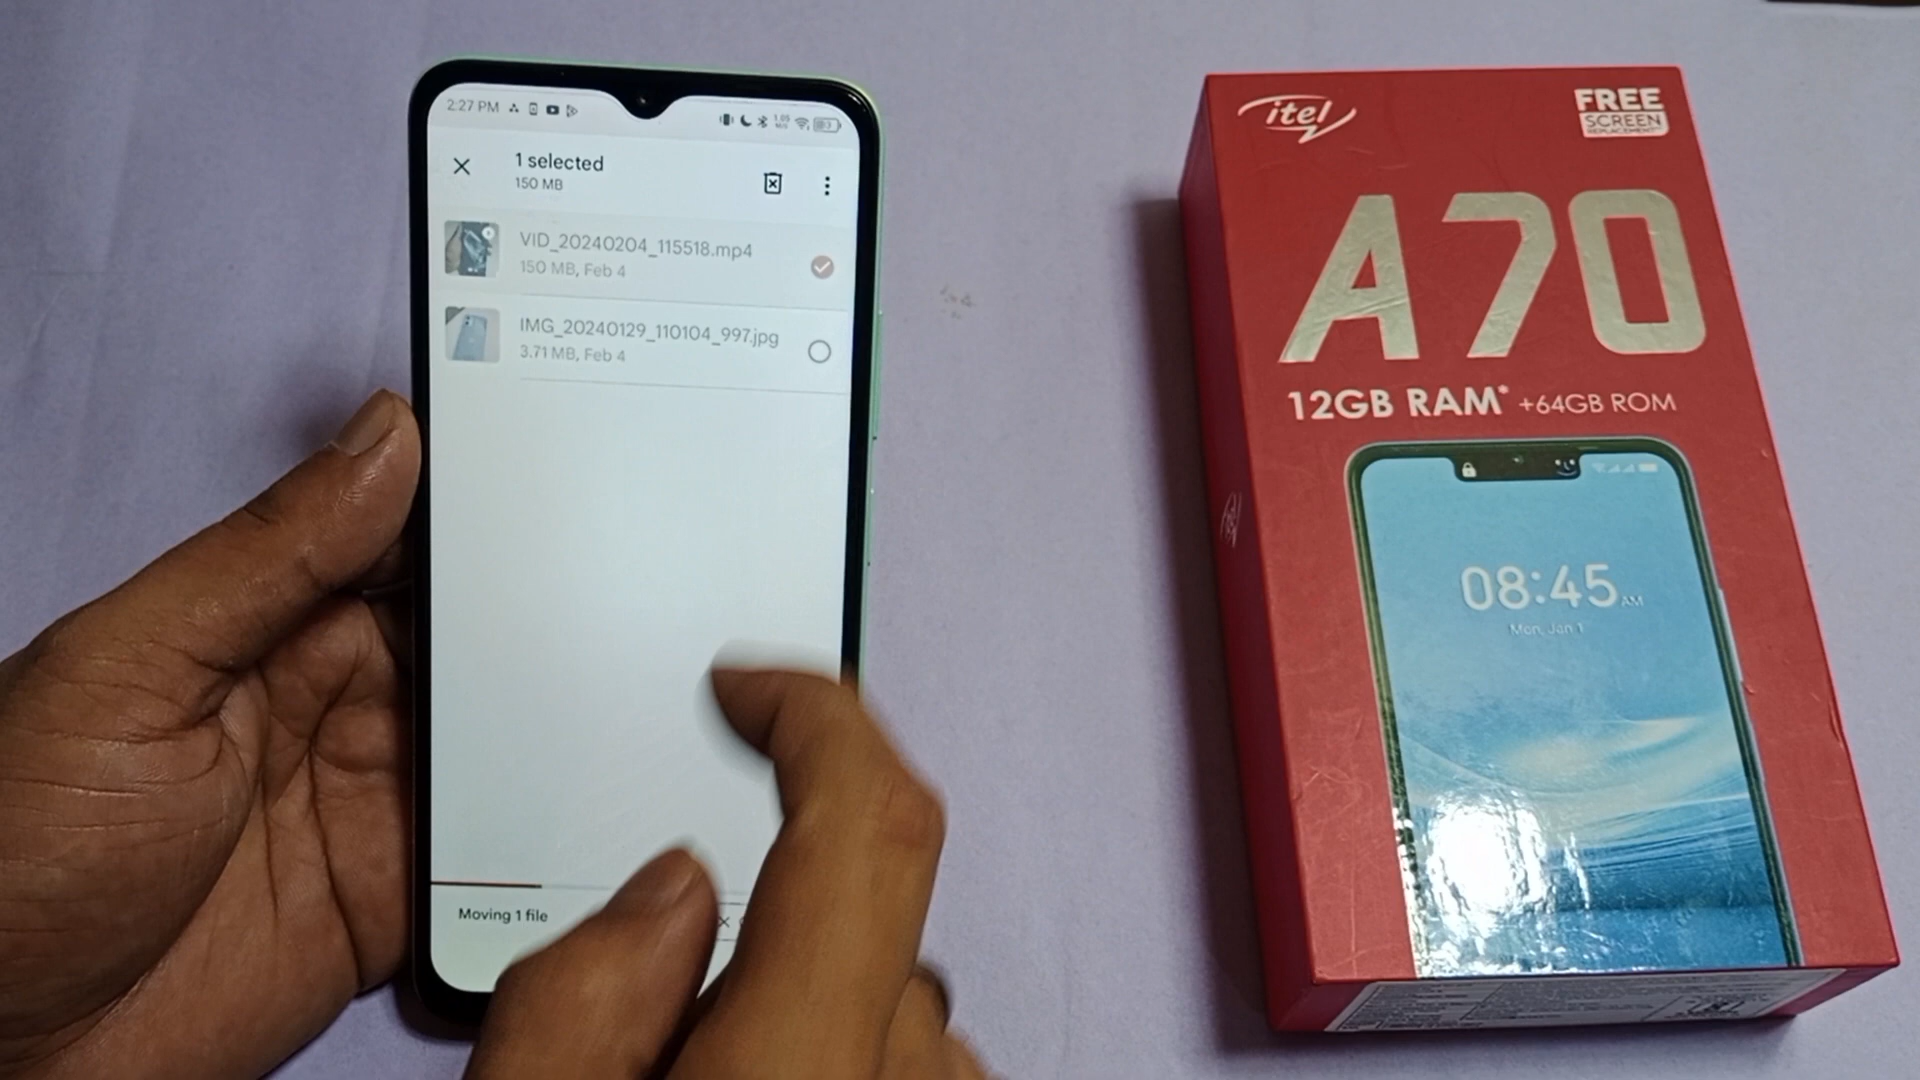 2:27 PM
1 selected
150 MB
VID_20240204_115518.mp4
150 MB, Feb 4
IMG_20240129_110104_997.jpg
3.71 MB, Feb 4
Moving 1 file
itel
FREE
SCREEN
REPLACEMENT*
A70
12GB RAM* +64GB ROM
08:45 AM
Mon, Jan 1